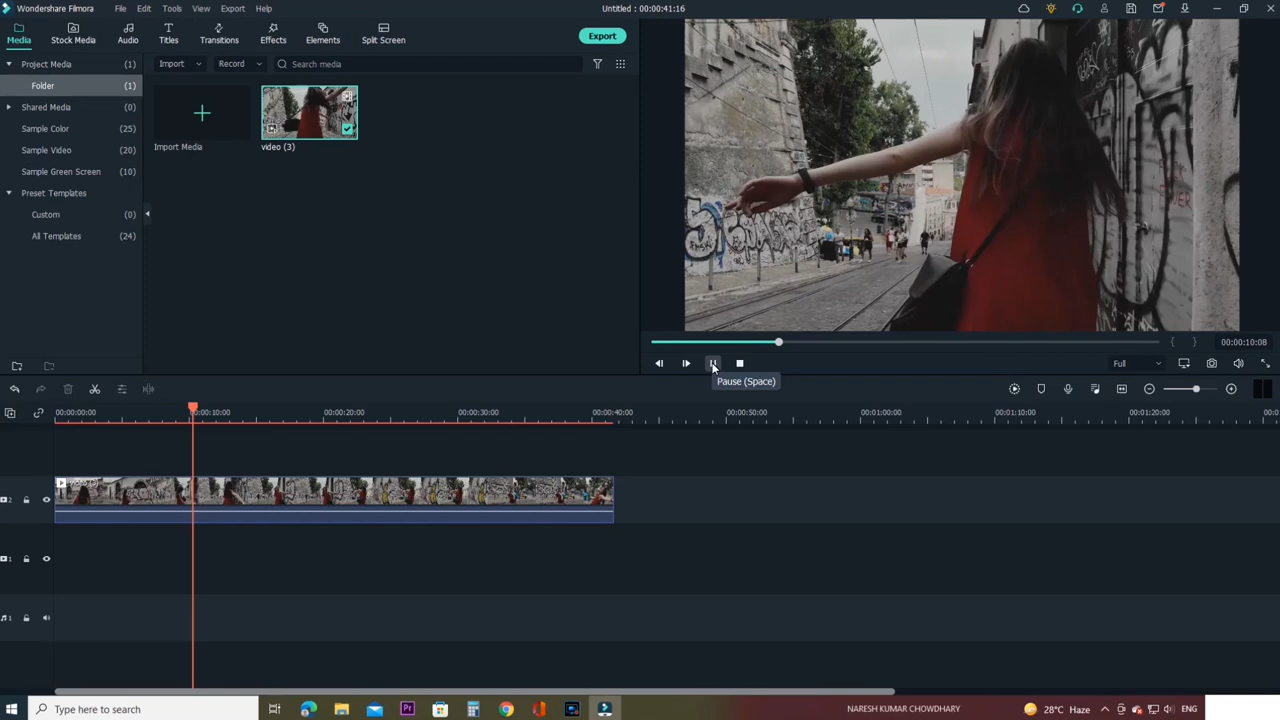 Wondershare Filmora File Edit Tools View Export Help Untitled : 00:00:41:16
Media Stock Media Audio Titles Transitions Effects Elements Split Screen Export
Project Media (1)
Folder (1)
Shared Media (0)
Sample Color (25)
Sample Video (20)
Sample Green Screen (10)
Preset Templates
Custom (0)
All Templates (24)
Import Record Search media
Import Media video (3)
00:00:10:08
Full
Pause (Space)
00:00:00:00 00:00:10:00 00:00:20:00 00:00:30:00 00:00:40:00 00:00:50:00 00:01:00:00 00:01:10:00 00:01:20:00
2
1
1
Type here to search Pr NARESH KUMAR CHOWDHARY 28°C Haze ENG